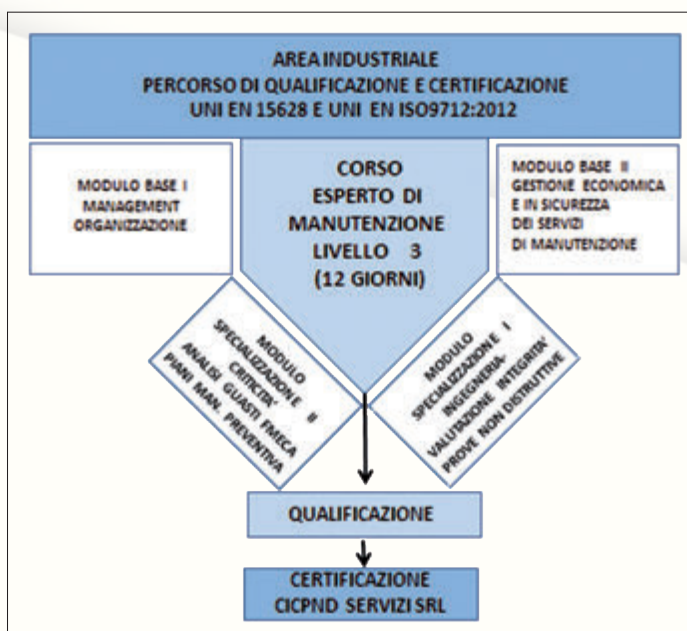 AREA INDUSTRIALE
PERCORSO DI QUALIFICAZIONE E CERTIFICAZIONE
UNI EN 15628 E UNI EN ISO9712:2012
MODULO BASE I
MANAGEMENT
ORGANIZZAZIONE
CORSO
ESPERTO DI
MANUTENZIONE
LIVELLO 3
(12 GIORNI)
MODULO BASE II
GESTIONE ECONOMICA
E IN SICUREZZA
DEI SERVIZI
DI MANUTENZIONE
MODULO
SPECIALIZZAZIONE II
CRITICITA'
ANALISI GUASTI FMECA
PIANI MAN. PREVENTIVA
MODULO
SPECIALIZZAZIONE I
INGEGNERIA-
VALUTAZIONE INTEGRITA'
PROVE NON DISTRUTTIVE
QUALIFICAZIONE
CERTIFICAZIONE
CICPND SERVIZI SRL